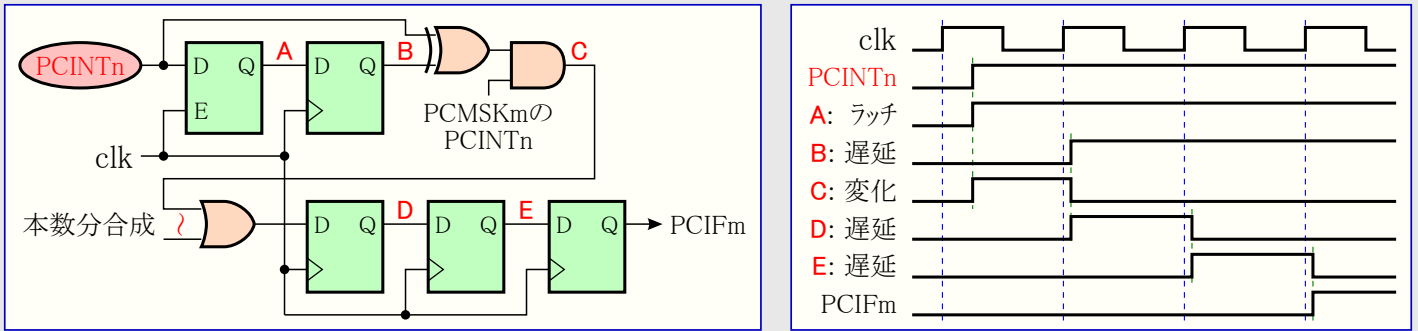 PCINTn
D Q
E
A
D Q
B
C
PCMSKmの
PCINTn
clk
本数分合成
~
D Q
D
D Q
E
D Q
PCIFm
clk
PCINTn
A: ラッチ
B: 遅延
C: 変化
D: 遅延
E: 遅延
PCIFm